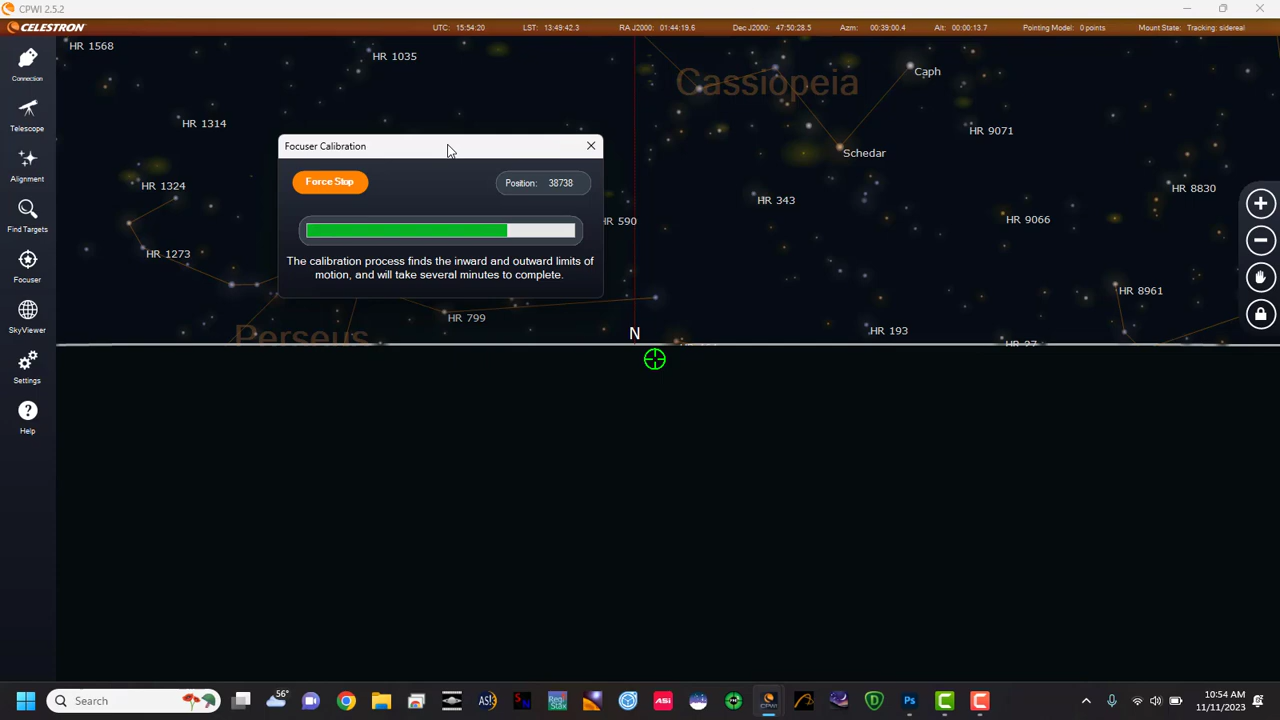 CPWI 2.5.2
CELESTRON
UTC: 15:54:20
LST: 13:49:42.3
RA J2000: 01:44:19.6
Dec J2000: 47:50:28.5
Azm: 00:39:00.4
Alt: 00:00:13.7
Pointing Model: 0 points
Mount State: Tracking: sidereal
Connection
Telescope
Alignment
Find Targets
Focuser
SkyViewer
Settings
Help
HR 1568
HR 1035
Cassiopeia
Caph
HR 1314
HR 9071
Schedar
HR 1324
HR 8830
HR 343
HR 590
HR 9066
HR 1273
HR 8961
HR 799
HR 193
HR 27
Perseus
N
Focuser Calibration
Force Stop
Position: 38738
The calibration process finds the inward and outward limits of
motion, and will take several minutes to complete.
Search
56°
10:54 AM
11/11/2023